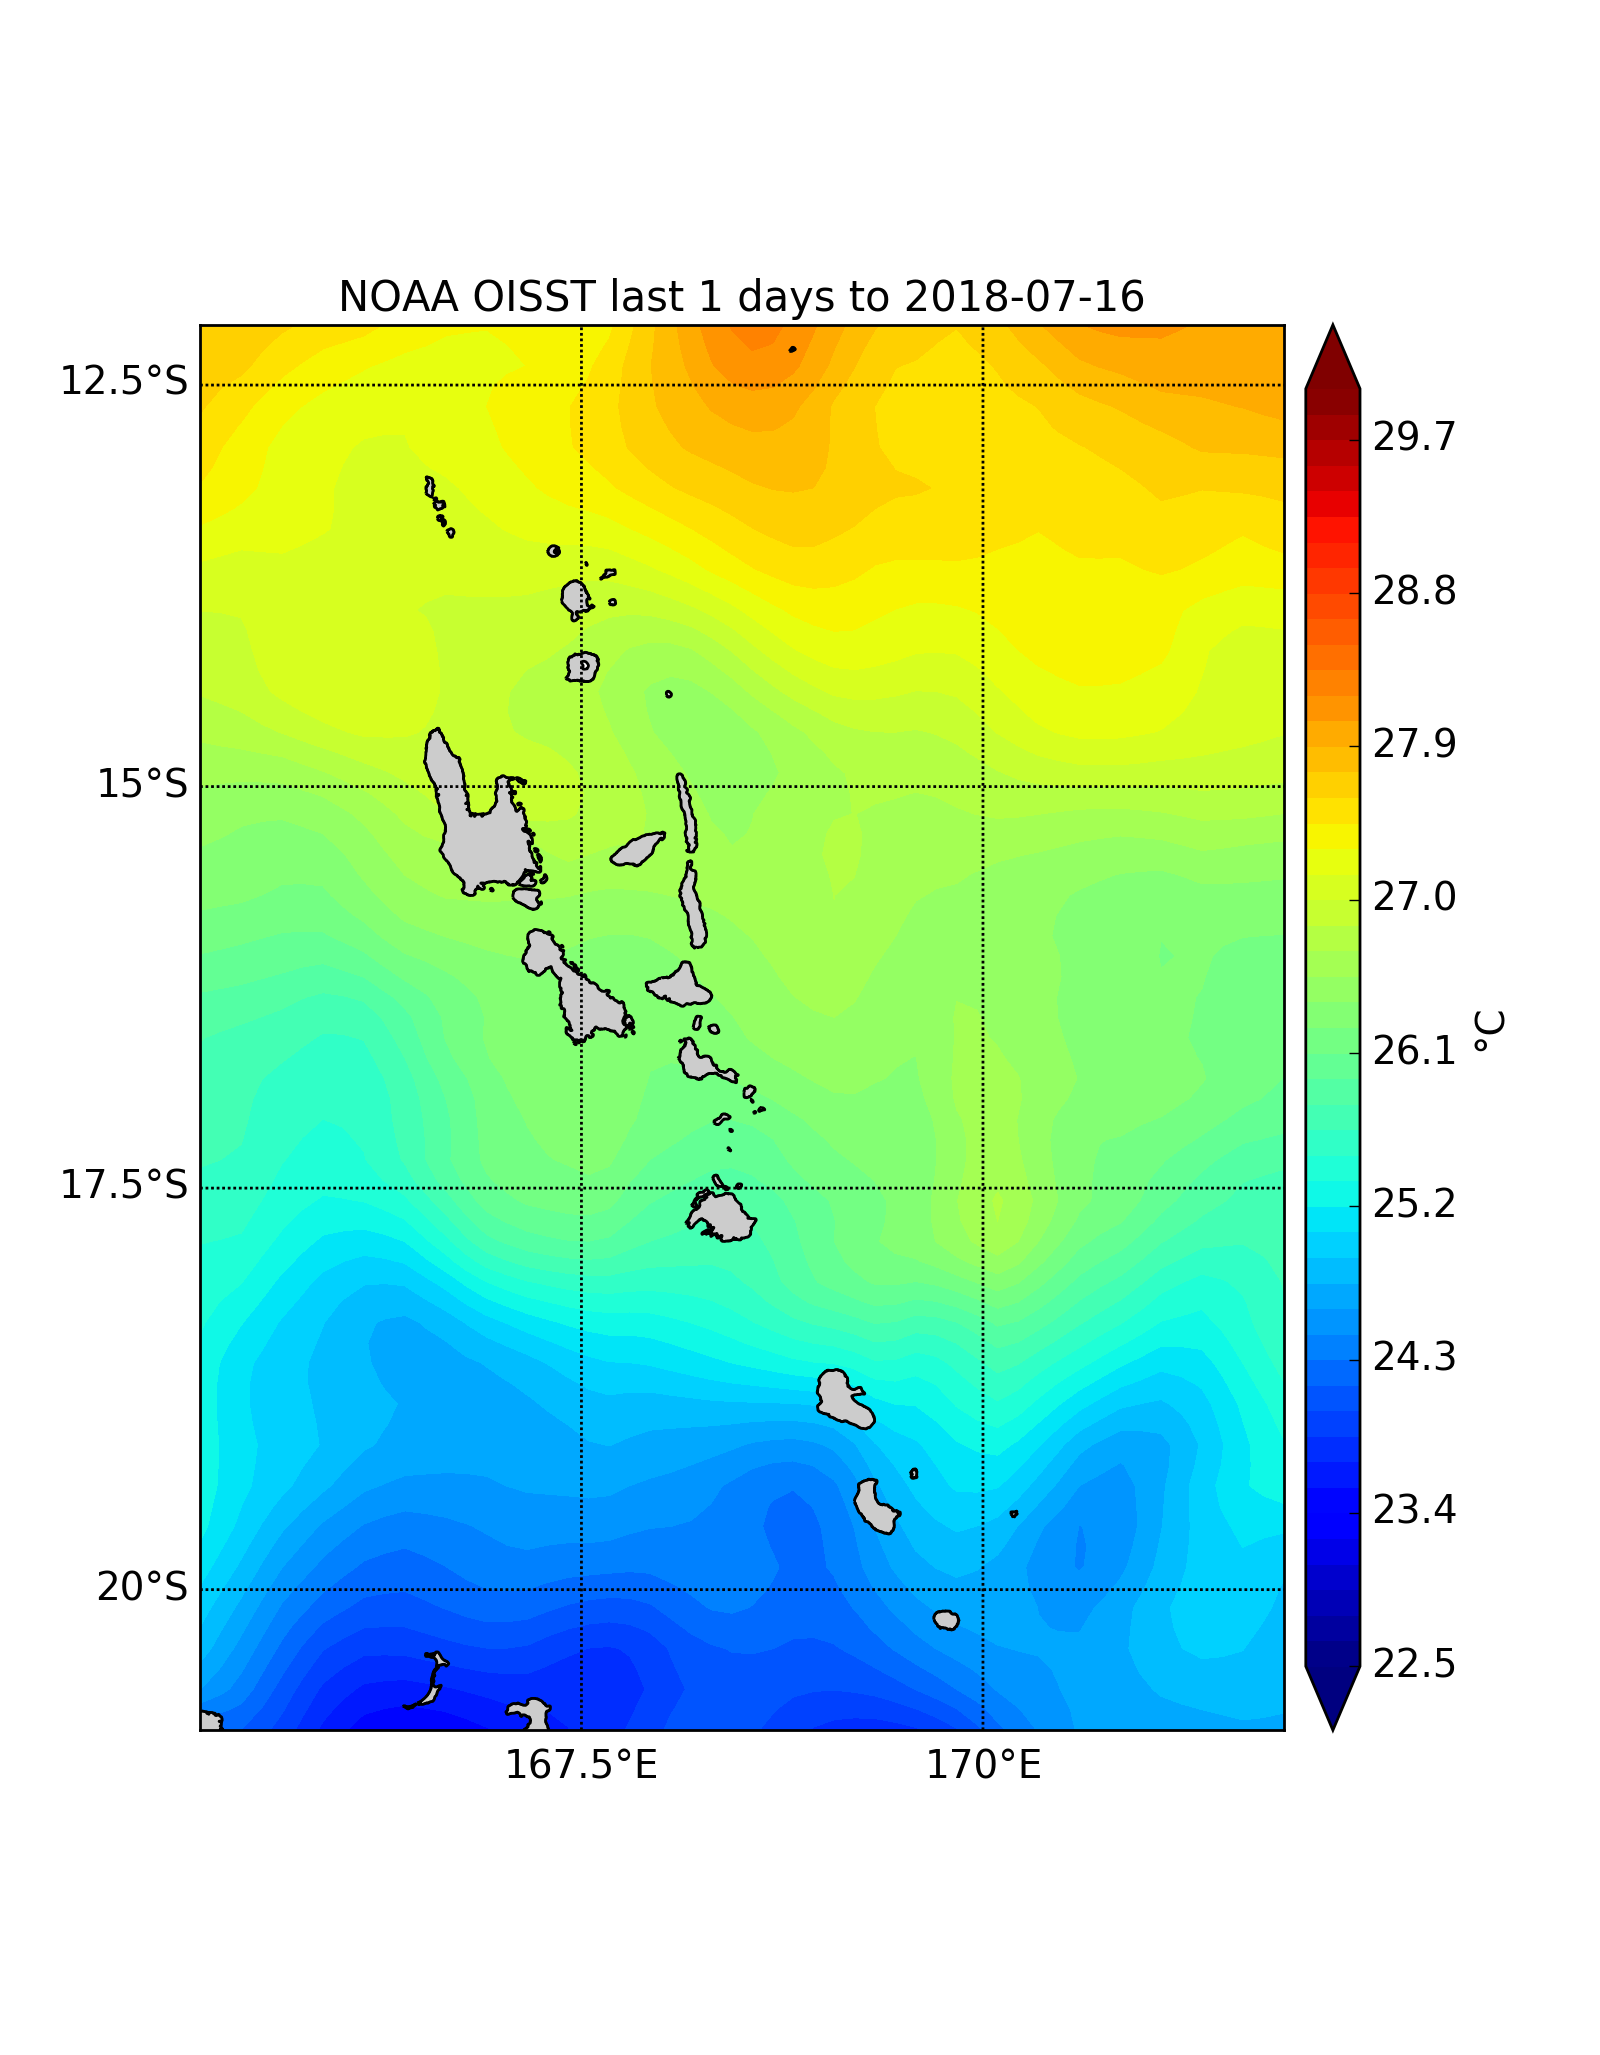 NOAA OISST last 1 days to 2018-07-16
12.5°S
15°S
17.5°S
20°S
167.5°E
170°E
29.7
28.8
27.9
27.0
26.1
25.2
24.3
23.4
22.5
°C